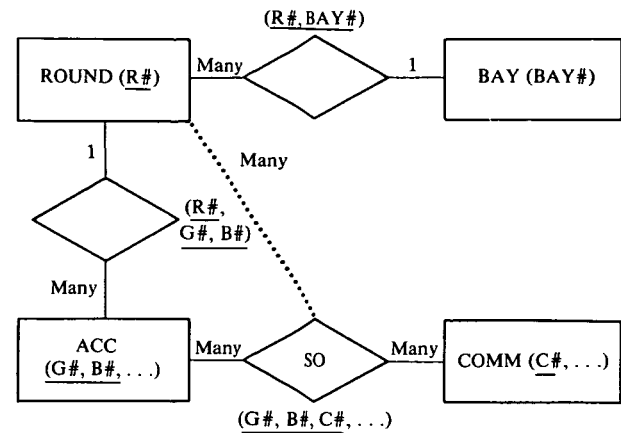 (R#, BAY#)
ROUND (R#)
Many
1
BAY (BAY#)
1
Many
(R#,
G#, B#)
Many
ACC
(G#, B#, . . .)
Many
SO
Many
COMM (C#, . . .)
(G#, B#, C#, . . .)